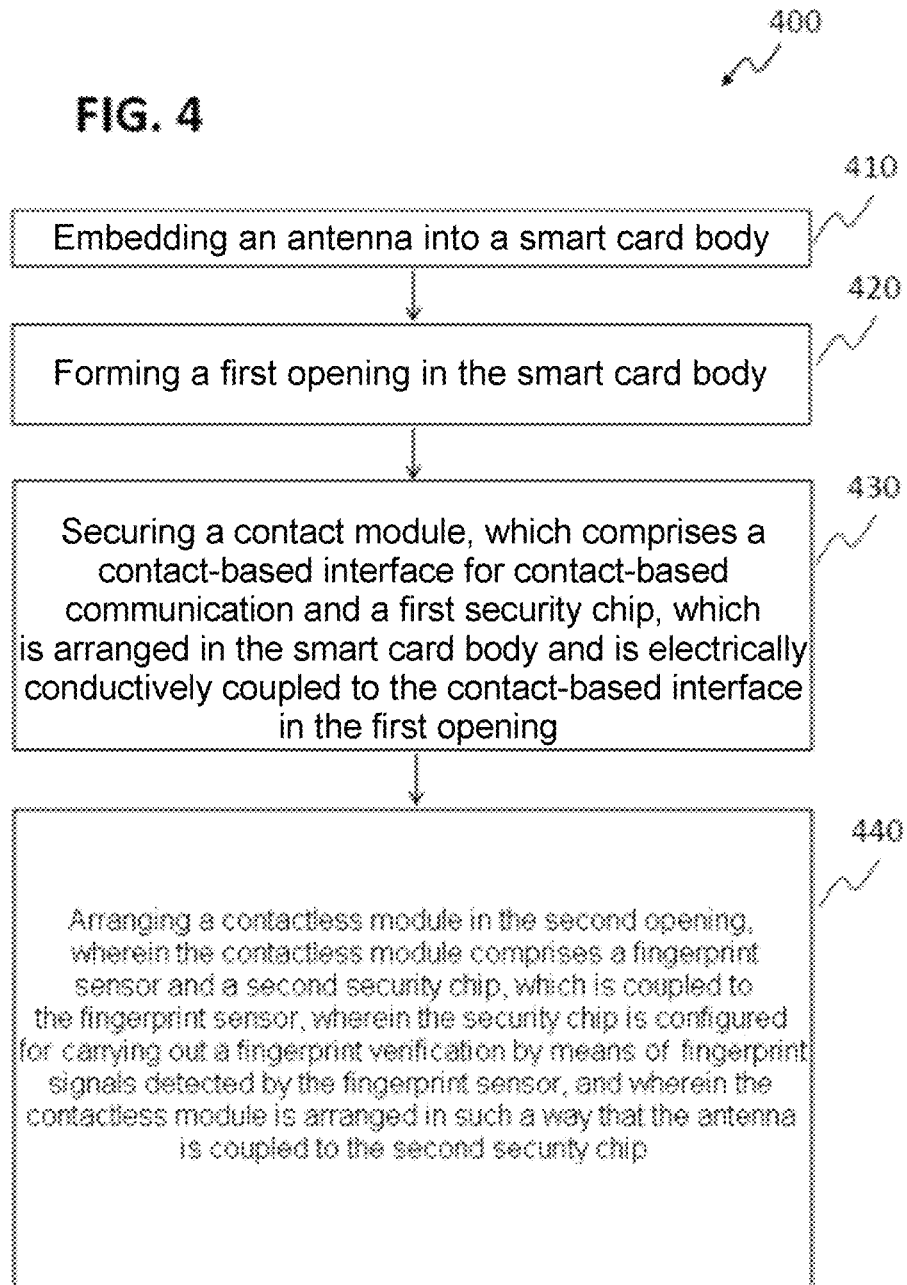 400
FIG. 4
410
Embedding an antenna into a smart card body
420
Forming a first opening in the smart card body
430
Securing a contact module, which comprises a
contact-based interface for contact-based
communication and a first security chip, which
is arranged in the smart card body and is electrically
conductively coupled to the contact-based interface
in the first opening
440
Arranging a contactless module in the second opening,
wherein the contactless module comprises a fingerprint
sensor and a second security chip, which is coupled to
the fingerprint sensor, wherein the security chip is configured
for carrying out a fingerprint verification by means of fingerprint
signals detected by the fingerprint sensor, and wherein the
contactless module is arranged in such a way that the antenna
is coupled to the second security chip